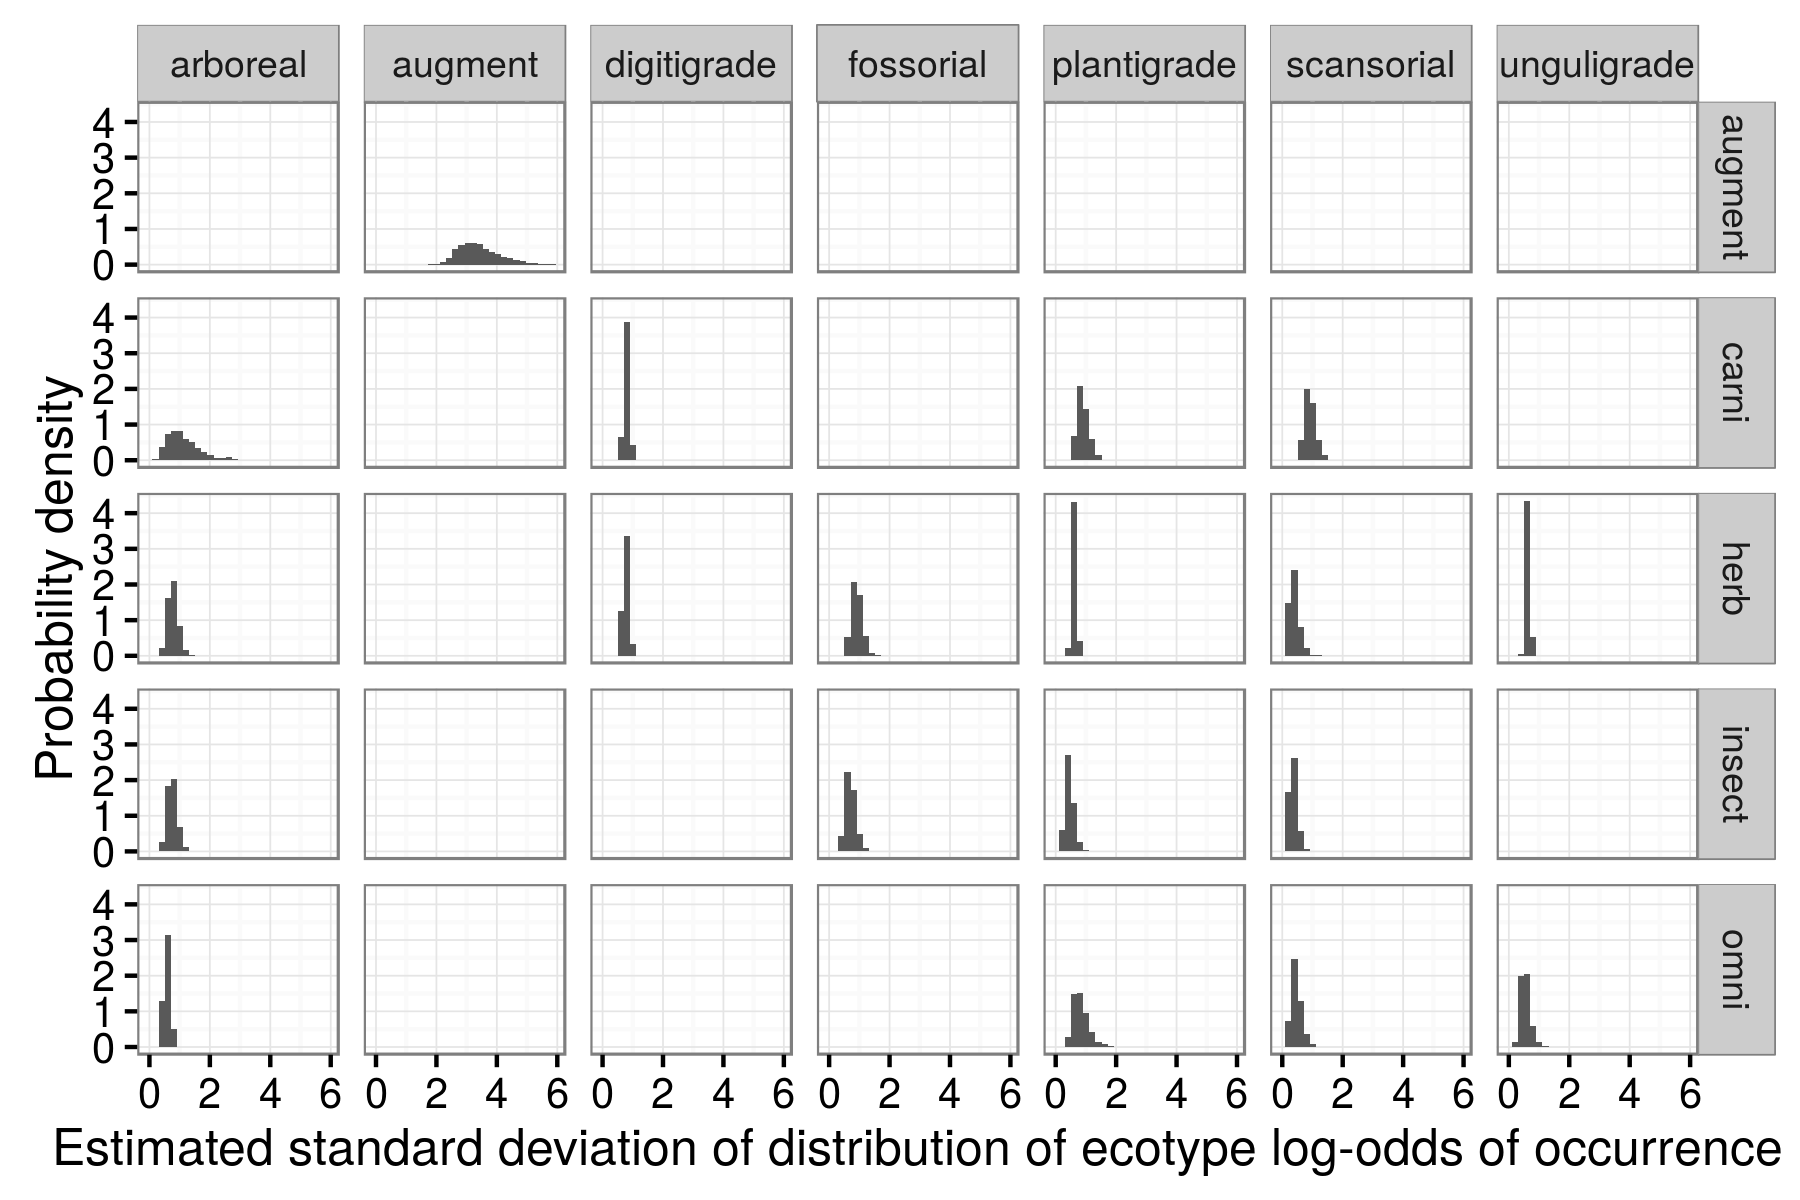 arboreal augment digitigrade fossorial plantigrade scansorial unguligrade
4
3
2
1
0
augment
4
3
2
1
0
carni
4
3
2
1
0
herb
4
3
2
1
0
insect
4
3
2
1
0
omni
Probability density
0 2 4 6 0 2 4 6 0 2 4 6 0 2 4 6 0 2 4 6 0 2 4 6 0 2 4 6
Estimated standard deviation of distribution of ecotype log-odds of occurrence